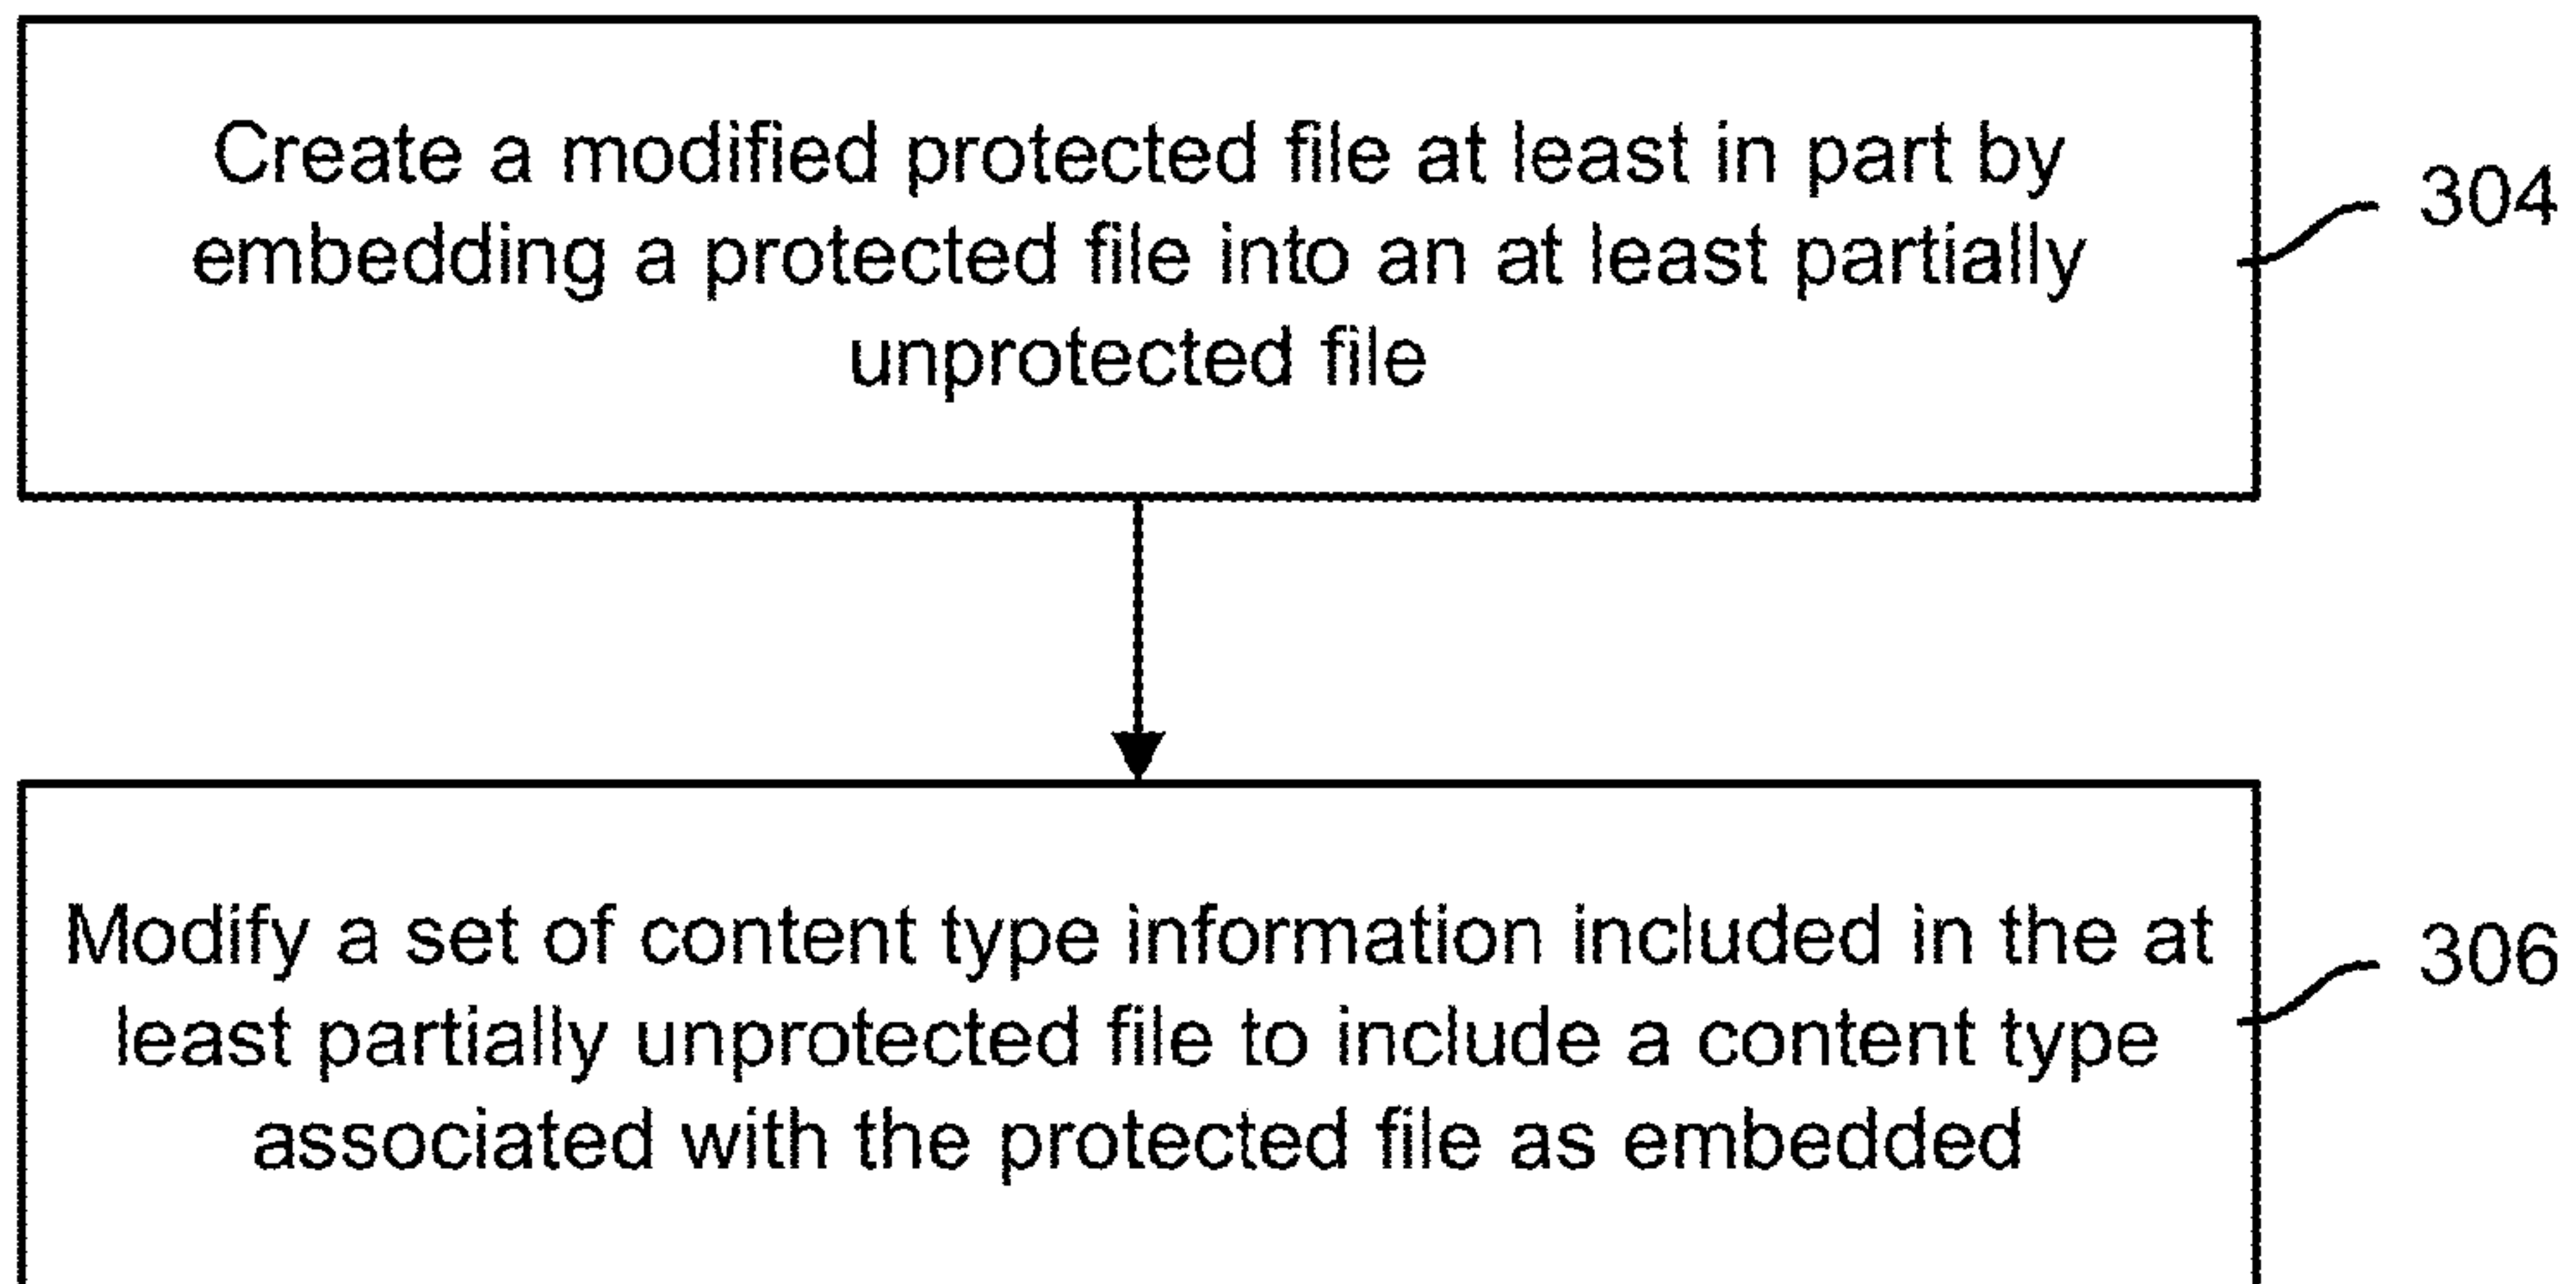 Create a modified protected file at least in part by
embedding a protected file into an at least partially
unprotected file
304
Modify a set of content type information included in the at
least partially unprotected file to include a content type
associated with the protected file as embedded
306